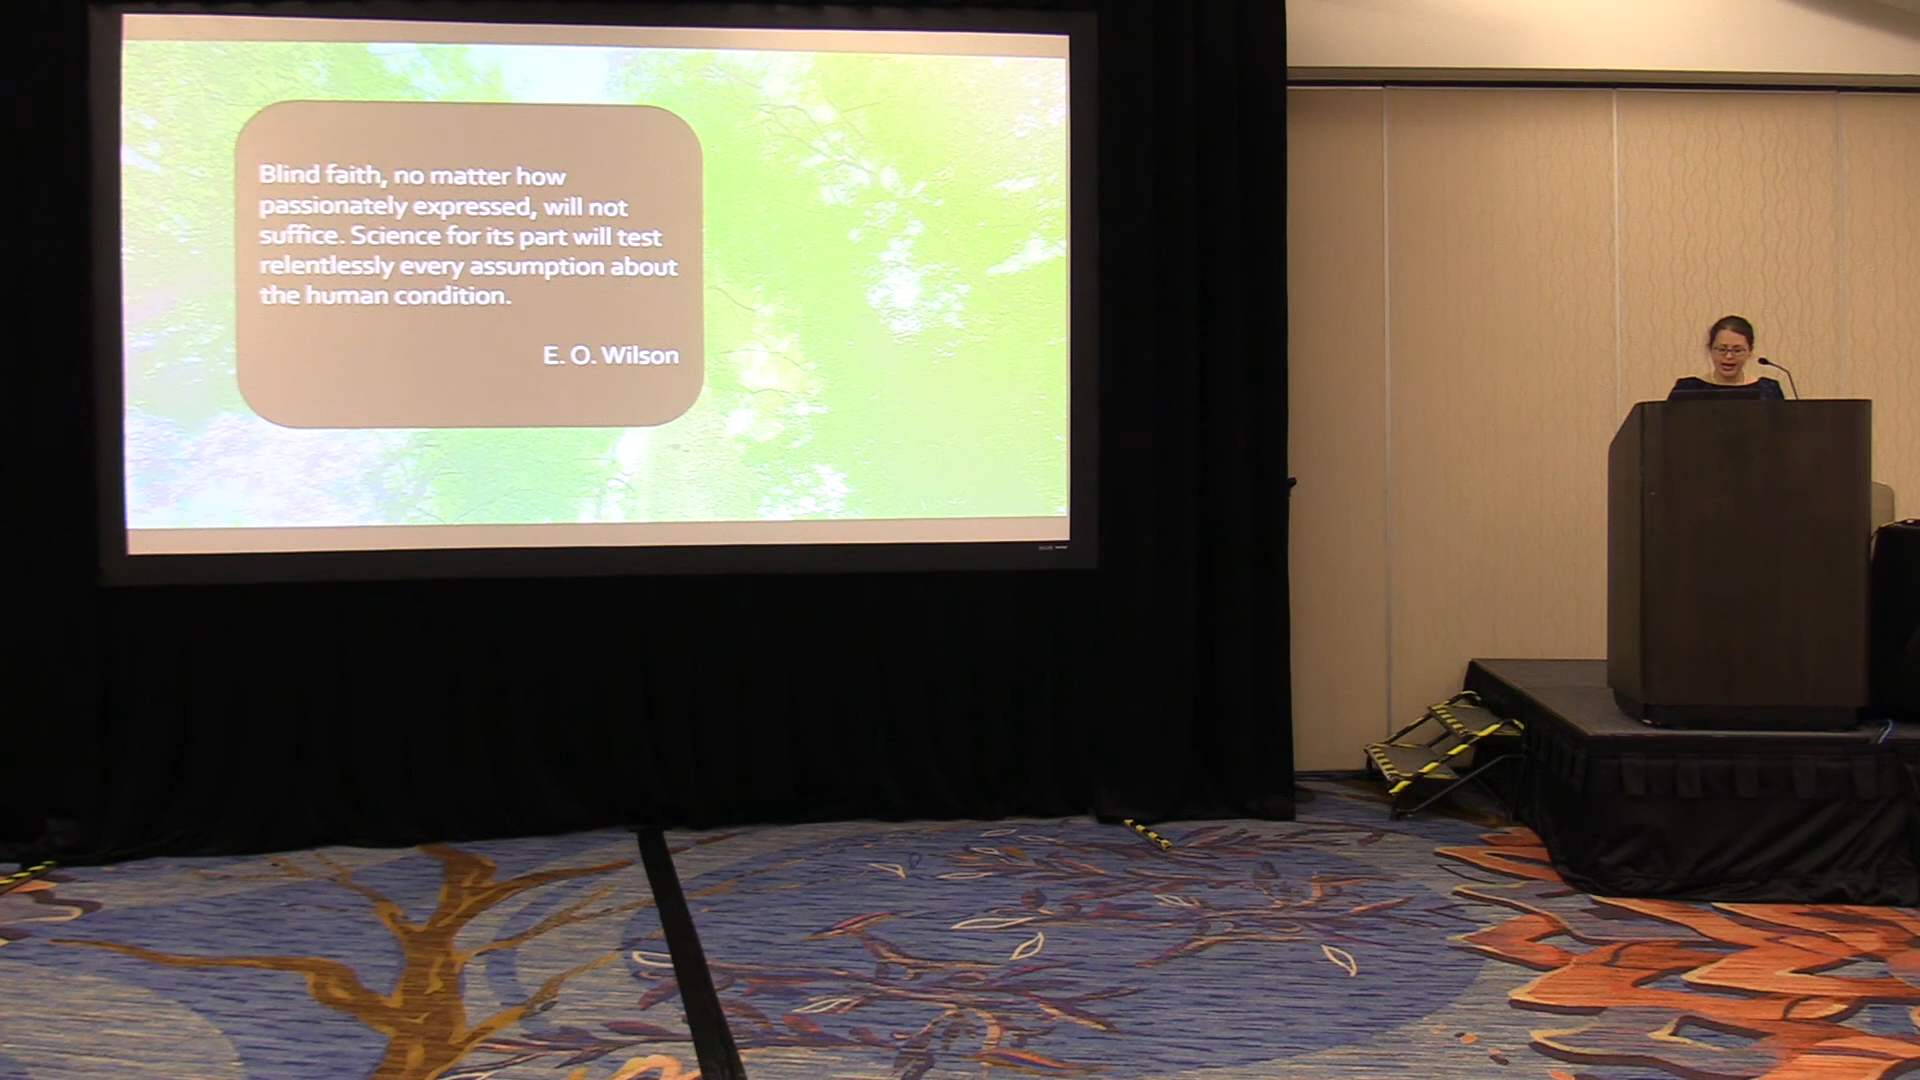 Blind faith, no matter how
passionately expressed, will not
suffice. Science for its part will test
relentlessly every assumption about
the human condition.
E. O. Wilson